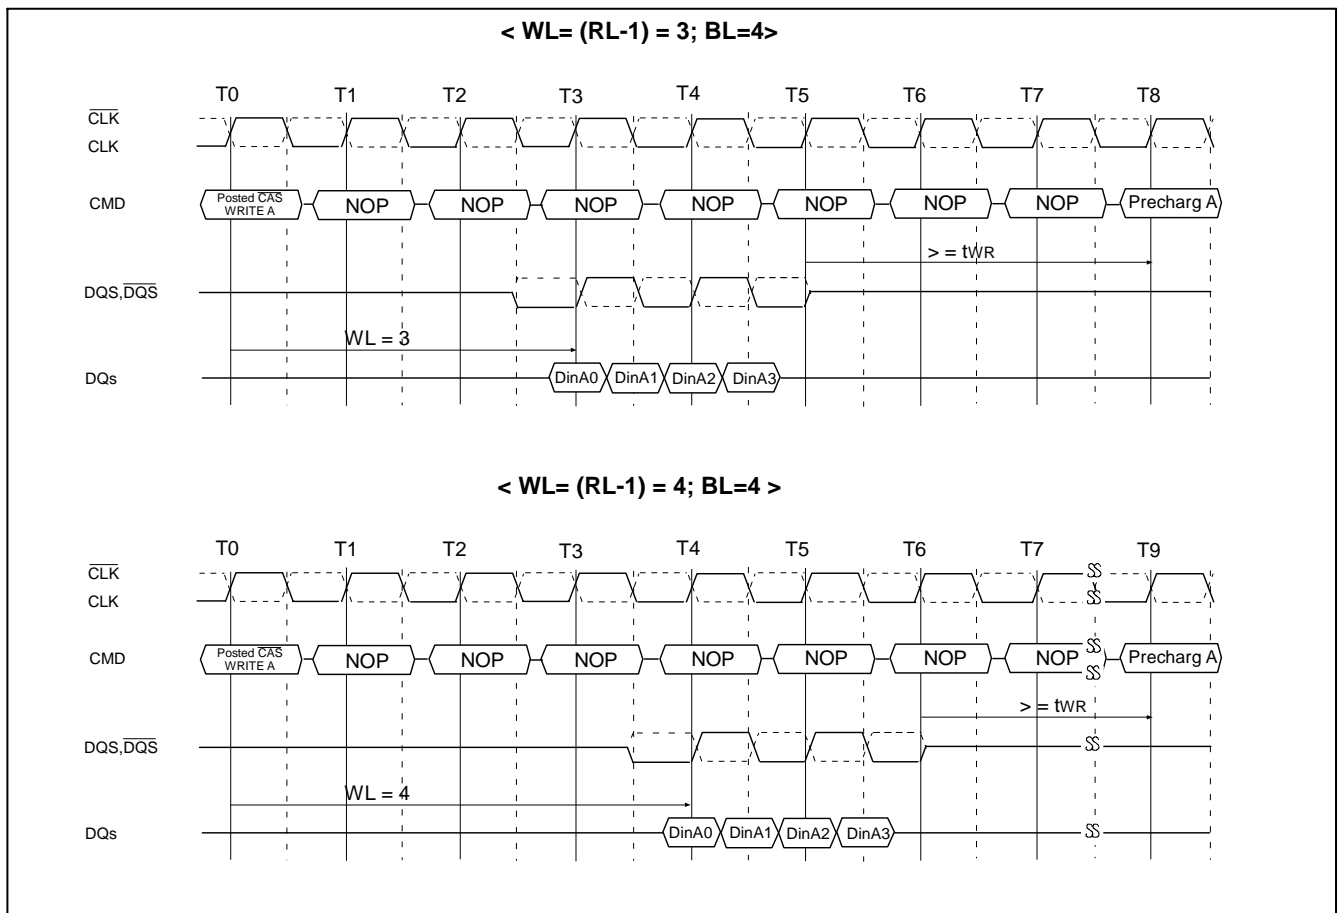 < WL= (RL-1) = 3; BL=4>
T0 T1 T2 T3 T4 T5 T6 T7 T8
CLK
CLK
CMD
Posted CAS
WRITE A
NOP NOP NOP NOP NOP NOP NOP Precharg A
> = tWR
DQS,DQS
WL = 3
DQs
DinA0 DinA1 DinA2 DinA3
< WL= (RL-1) = 4; BL=4 >
T0 T1 T2 T3 T4 T5 T6 T7 T9
CLK
CLK
CMD
Posted CAS
WRITE A
NOP NOP NOP NOP NOP NOP NOP Precharg A
> = tWR
DQS,DQS
WL = 4
DQs
DinA0 DinA1 DinA2 DinA3